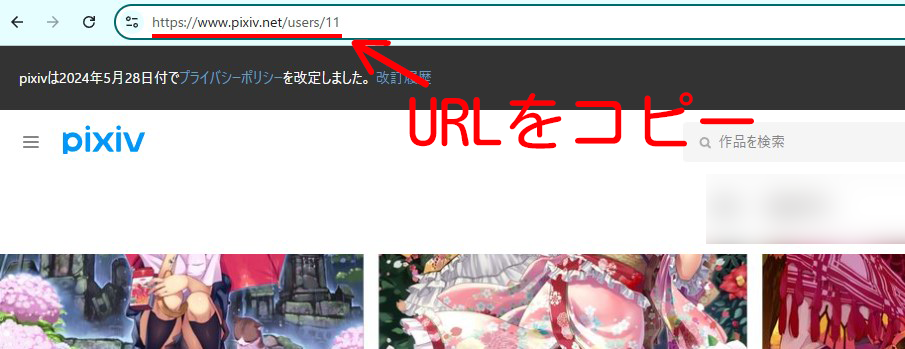 https://www.pixiv.net/users/11
pixivは2024年5月28日付でプライバシーポリシーを改定しました。改訂履歴
URLをコピー
pixiv
作品を検索